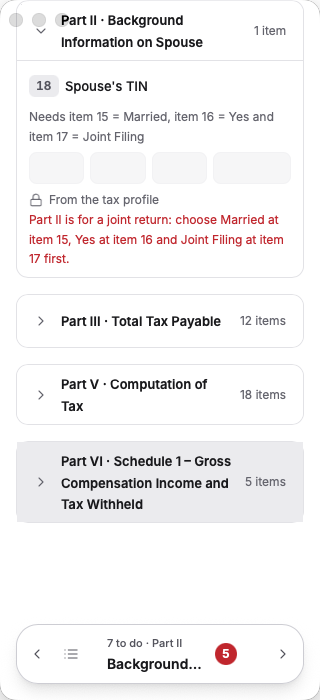 Part II · Background
Information on Spouse
1 item
18 Spouse's TIN
Needs item 15 = Married, item 16 = Yes and
item 17 = Joint Filing
From the tax profile
Part II is for a joint return: choose Married at
item 15, Yes at item 16 and Joint Filing at item
17 first.
Part III · Total Tax Payable
12 items
Part V · Computation of
Tax
18 items
Part VI · Schedule 1 – Gross
Compensation Income and
Tax Withheld
5 items
7 to do · Part II
Background...
5